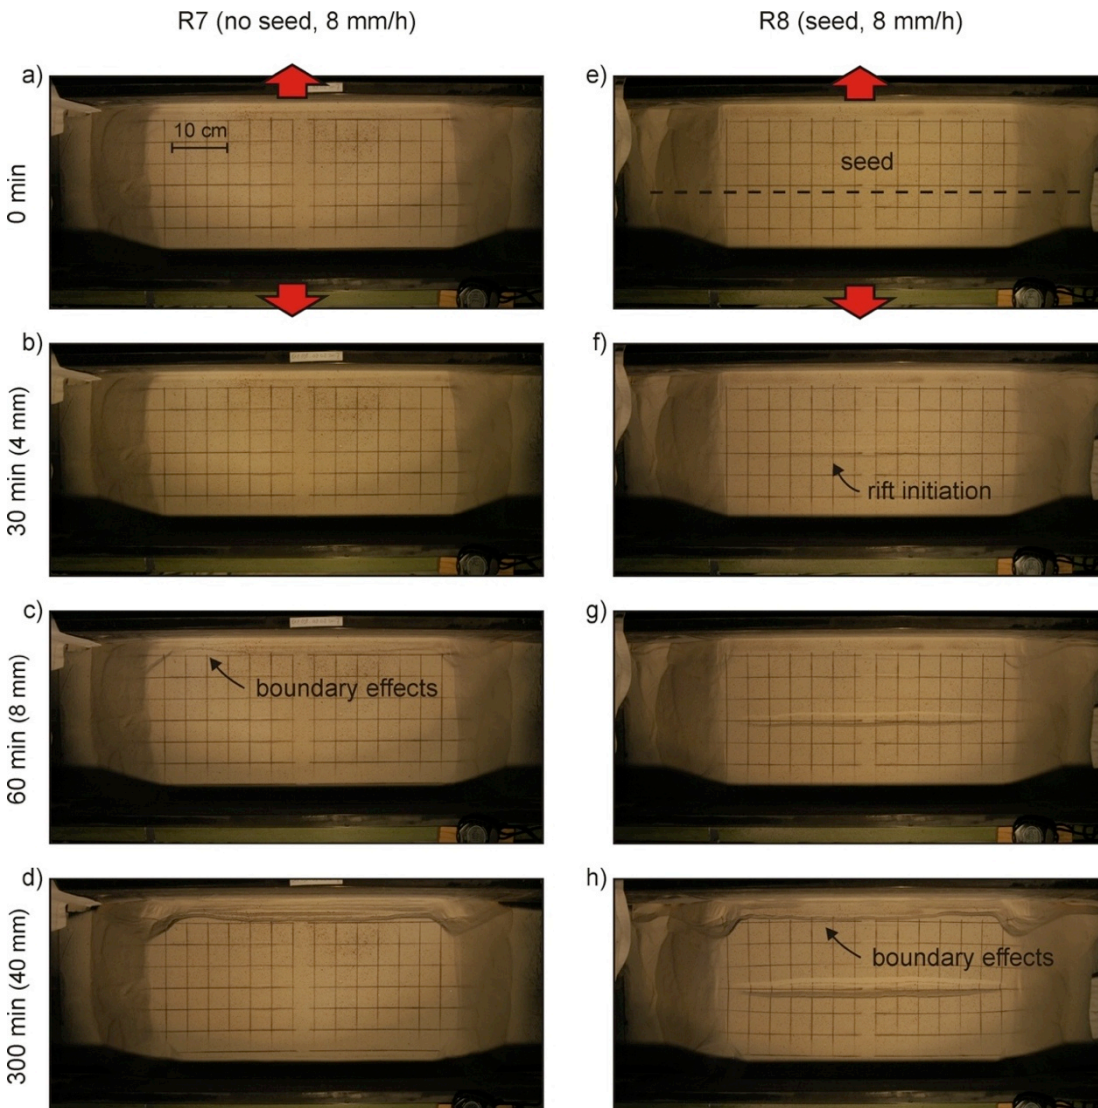 R7 (no seed, 8 mm/h)
R8 (seed, 8 mm/h)
0 min
a)
10 cm
e)
seed
30 min (4 mm)
b)
f)
rift initiation
60 min (8 mm)
c)
boundary effects
g)
300 min (40 mm)
d)
h)
boundary effects